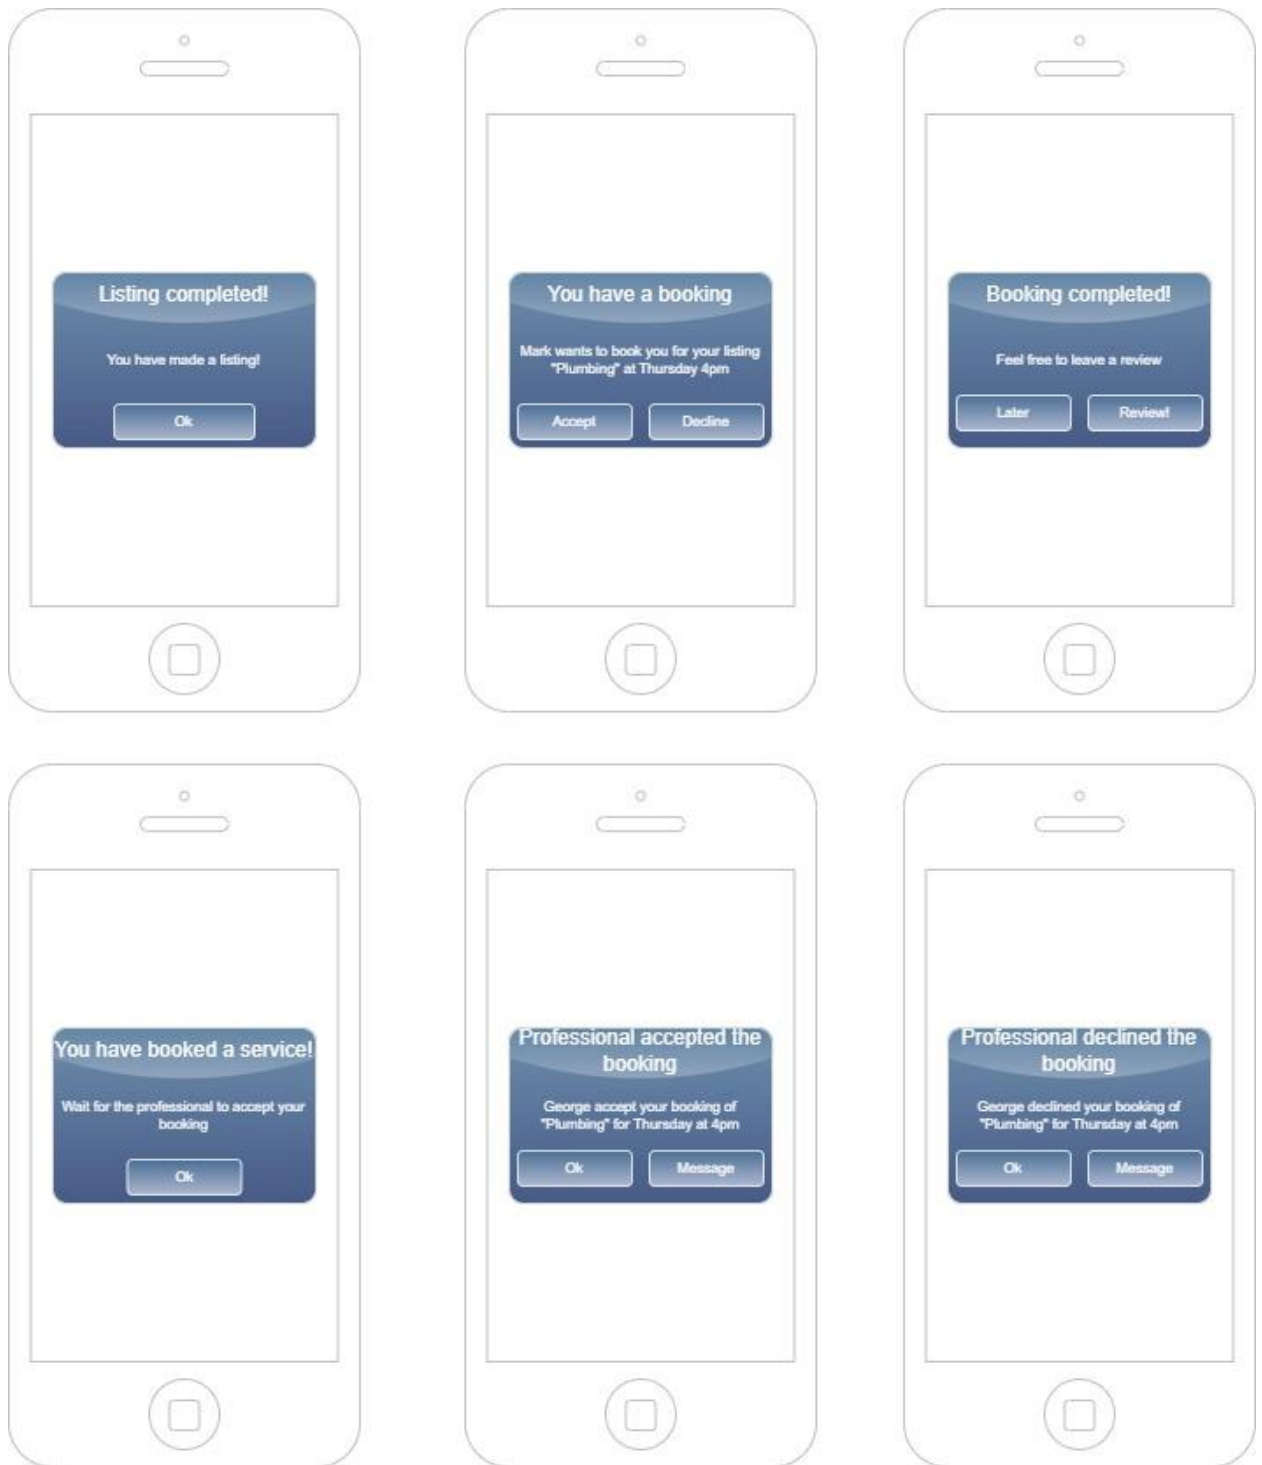 Listing completed!
You have made a listing!
Ok
You have a booking
Mark wants to book you for your listing
"Plumbing" at Thursday 4pm
Accept
Decline
Booking completed!
Feel free to leave a review
Later
Review!
You have booked a service!
Wait for the professional to accept your
booking
Ok
Professional accepted the
booking
George accept your booking of
"Plumbing" for Thursday at 4pm
Ok
Message
Professional declined the
booking
George declined your booking of
"Plumbing" for Thursday at 4pm
Ok
Message